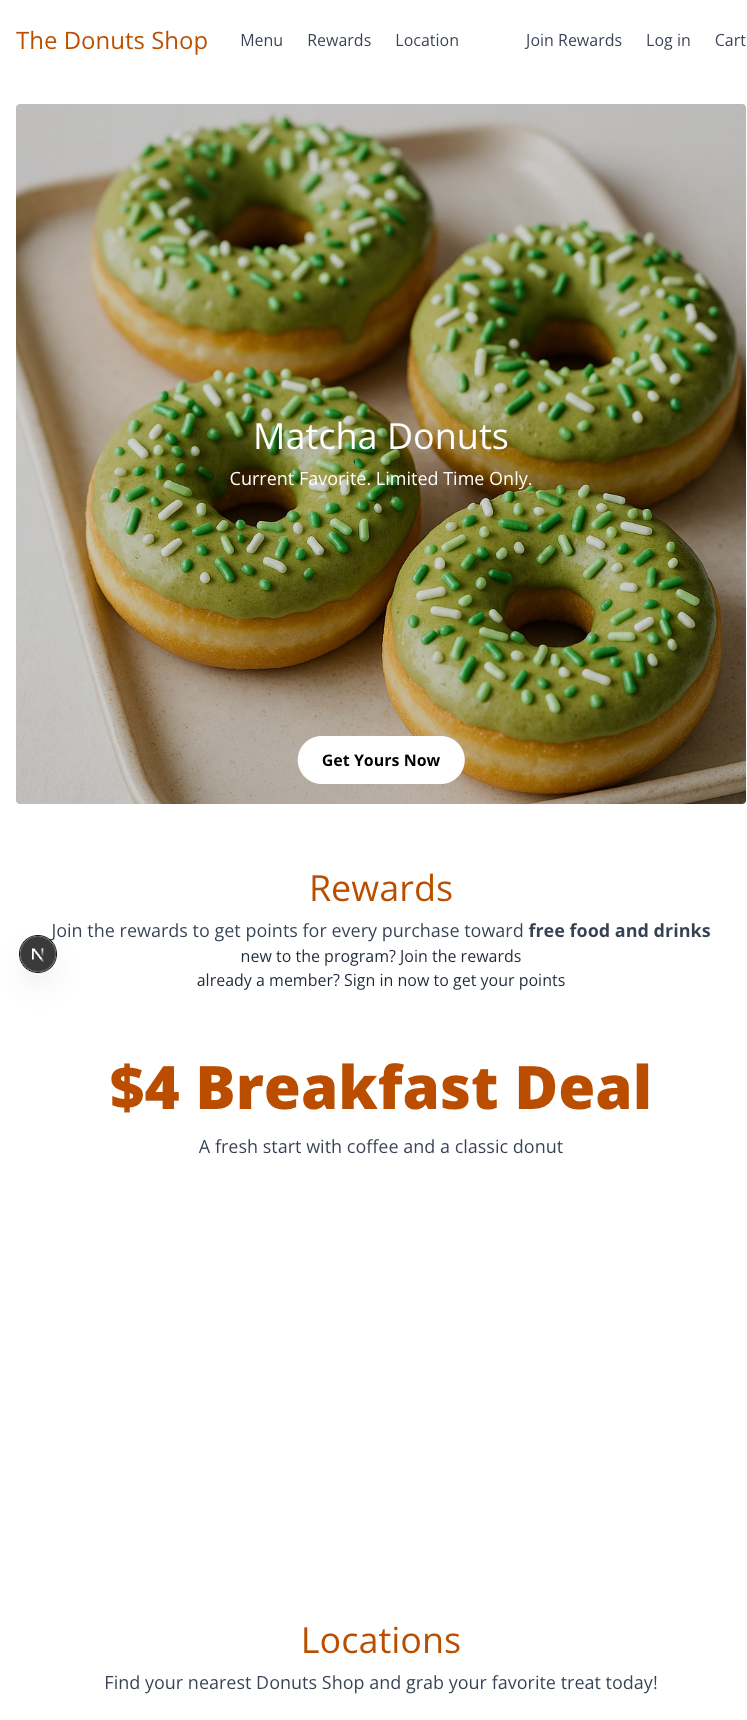 The Donuts Shop Menu Rewards Location Join Rewards Log in Cart
Matcha Donuts
Current Favorite. Limited Time Only.
Get Yours Now
Rewards
Join the rewards to get points for every purchase toward free food and drinks
N
new to the program? Join the rewards
already a member? Sign in now to get your points
$4 Breakfast Deal
A fresh start with coffee and a classic donut
Locations
Find your nearest Donuts Shop and grab your favorite treat today!